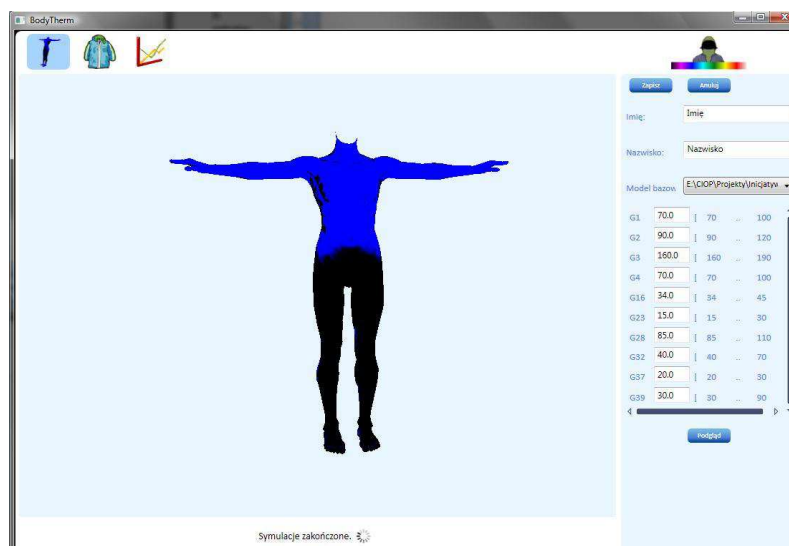 BodyTherm
Zapisz Anuluj
Imię: Imię
Nazwisko: Nazwisko
Model bazow E:\CIOP\Projekty\Inicjatyw
G1 70.0 [ 70 .. 100
G2 90.0 [ 90 .. 120
G3 160.0 [ 160 .. 190
G4 70.0 [ 70 .. 100
G16 34.0 [ 34 .. 45
G23 15.0 [ 15 .. 30
G28 85.0 [ 85 .. 110
G32 40.0 [ 40 .. 70
G37 20.0 [ 20 .. 30
G39 30.0 [ 30 .. 90
Podgląd
Symulacje zakończone.